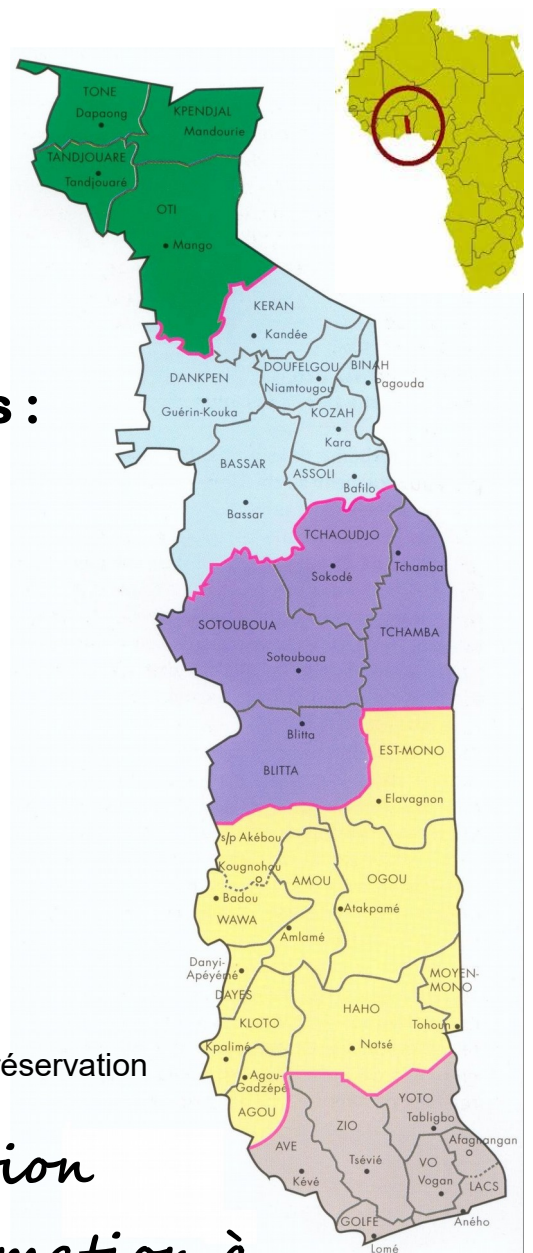 TONE
Dapaong
KPENDJAL
Mandourie
TANDJOUARE
Tandjouaré
OTI
Mango
KERAN
Kandée
DOUFELGOU
Niamtougou
BINAH
Pagouda
DANKPEN
Guérin-Kouka
s :
KOZAH
Kara
BASSAR
Bassar
ASSOLI
Bafilo
TCHAOUDJO
Sokodé
Tchamba
TCHAMBA
SOTOUBOUA
Sotouboua
Blitta
BLITTA
EST-MONO
Elavagnon
s/p Akébou
Kougnohou
AMOU
OGOU
Badou
WAWA
Atakpamé
Amlamé
Danyi-
Apéyémé
DAYES
MOYEN-
MONO
HAHO
KLOTO
Tohoun
Notsé
Kpalimé
réservation
Agou-
Gadzépé
AGOU
YOTO
Tabligbo
ZIO
AVE
Afagnangan
ion
Tsévié
VO
Vogan
Kévé
LACS
GOLFE
Aného
mation à
Lomé